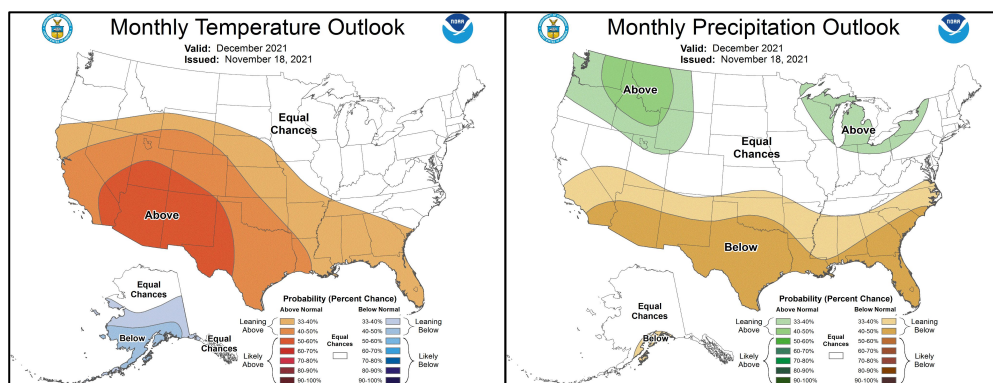 Monthly Temperature Outlook
NOAA
Valid: December 2021
Issued: November 18, 2021
Equal
Chances
Above
Equal
Chances
Below
Equal
Chances
Probability (Percent Chance)
Above Normal
Below Normal
Leaning
Above
Likely
Above
33-40%
40-50%
50-60%
60-70%
70-80%
80-90%
90-100%
Equal
Chances
33-40%
40-50%
50-60%
60-70%
70-80%
80-90%
90-100%
Leaning
Below
Likely
Below
Monthly Precipitation Outlook
NOAA
Valid: December 2021
Issued: November 18, 2021
Above
Above
Equal
Chances
Below
Equal
Chances
Below
Probability (Percent Chance)
Above Normal
Below Normal
Leaning
Above
Likely
Above
33-40%
40-50%
50-60%
60-70%
70-80%
80-90%
90-100%
Equal
Chances
33-40%
40-50%
50-60%
60-70%
70-80%
80-90%
90-100%
Leaning
Below
Likely
Below